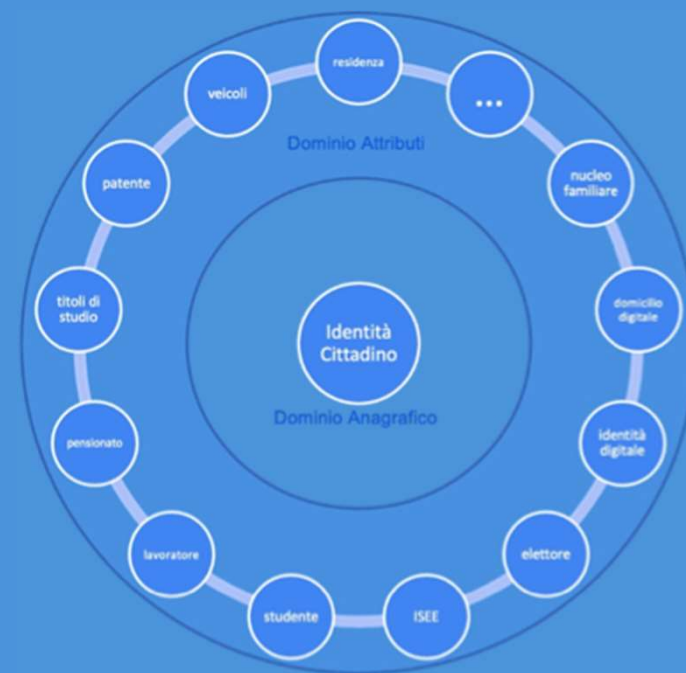 residenza
...
nucleo
familiare
domicilio
digitale
identità
digitale
elettore
ISEE
studente
lavoratore
pensionato
titoli di
studio
patente
veicoli
Dominio Attributi
Identità
Cittadino
Dominio Anagrafico